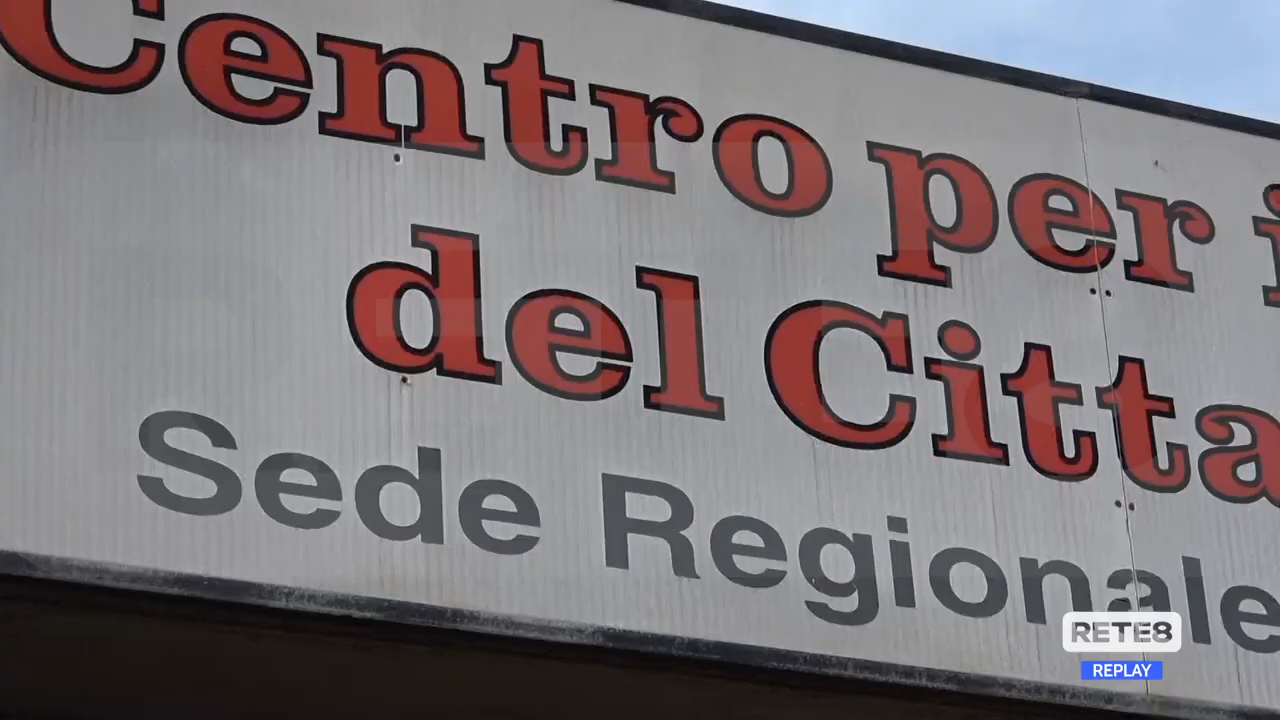 Centro per i
del Citta
Sede Regionale
RETE8
REPLAY